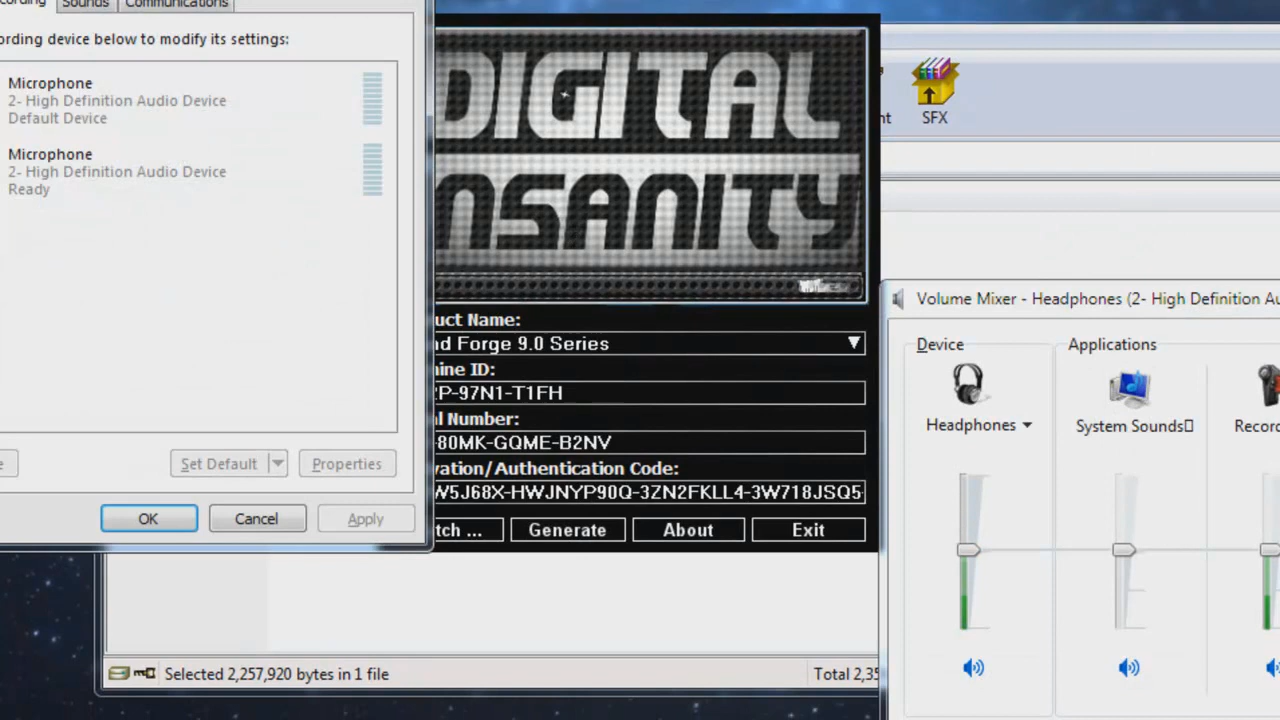 Sounds
Communications
ording device below to modify its settings:
Microphone
2- High Definition Audio Device
Default Device
Microphone
2- High Definition Audio Device
Ready
Set Default
Properties
OK
Cancel
Apply
DIGITAL
INSANITY
uct Name:
nd Forge 9.0 Series
ine ID:
P-97N1-T1FH
l Number:
-80MK-GQME-B2NV
vation/Authentication Code:
W5J68X-HWJNYP90Q-3ZN2FKLL4-3W718JSQ5-
tch ...
Generate
About
Exit
nt
SFX
Volume Mixer - Headphones (2- High Definition Au
Device
Applications
Headphones
System Sounds
Recor
Selected 2,257,920 bytes in 1 file
Total 2,35